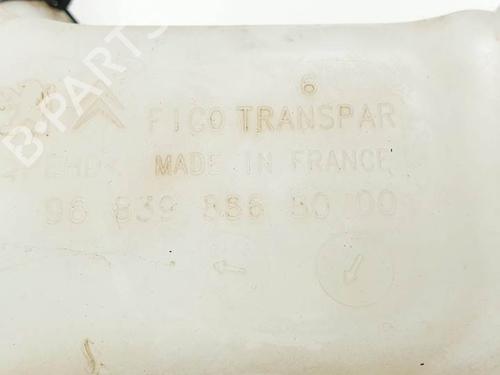 6
FICO TRANSPAR
MADE IN FRANCE
96 839 856 80 00
B-PARTS